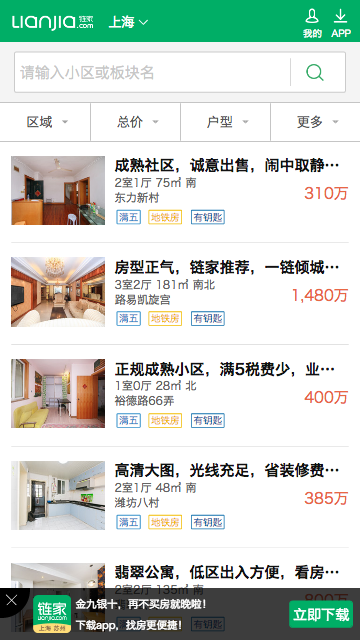 Lianjia.com 链家
上海
我的
APP
请输入小区或板块名
区域 总价 户型 更多
成熟社区，诚意出售，闹中取静…
2室1厅 75㎡ 南
310万
东力新村
满五 地铁房 有钥匙
房型正气，链家推荐，一链倾城…
3室2厅 181㎡ 南北
1,480万
路易凯旋宫
满五 地铁房 有钥匙
正规成熟小区，满5税费少，业…
1室0厅 28㎡ 北
400万
裕德路66弄
满五 地铁房 有钥匙
高清大图，光线充足，省装修费…
2室1厅 48㎡ 南
385万
潍坊八村
满五 地铁房 有钥匙
翡翠公寓，低区出入方便，看房…
2室2厅 135㎡ 南
800万
链家
Lianjia.com
上海 苏州
金九银十，再不买房就晚啦！
下载app，找房更便捷！
立即下载